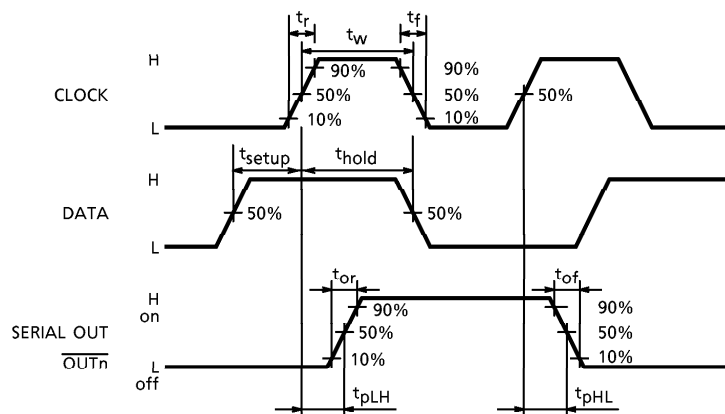 tr
tf
tw
H
90%
90%
CLOCK
50%
50%
50%
10%
10%
L
tsetup
thold
H
DATA
50%
50%
L
tor
tof
H
on
90%
90%
SERIAL OUT
50%
50%
OUTn
10%
10%
L
off
tpLH
tpHL